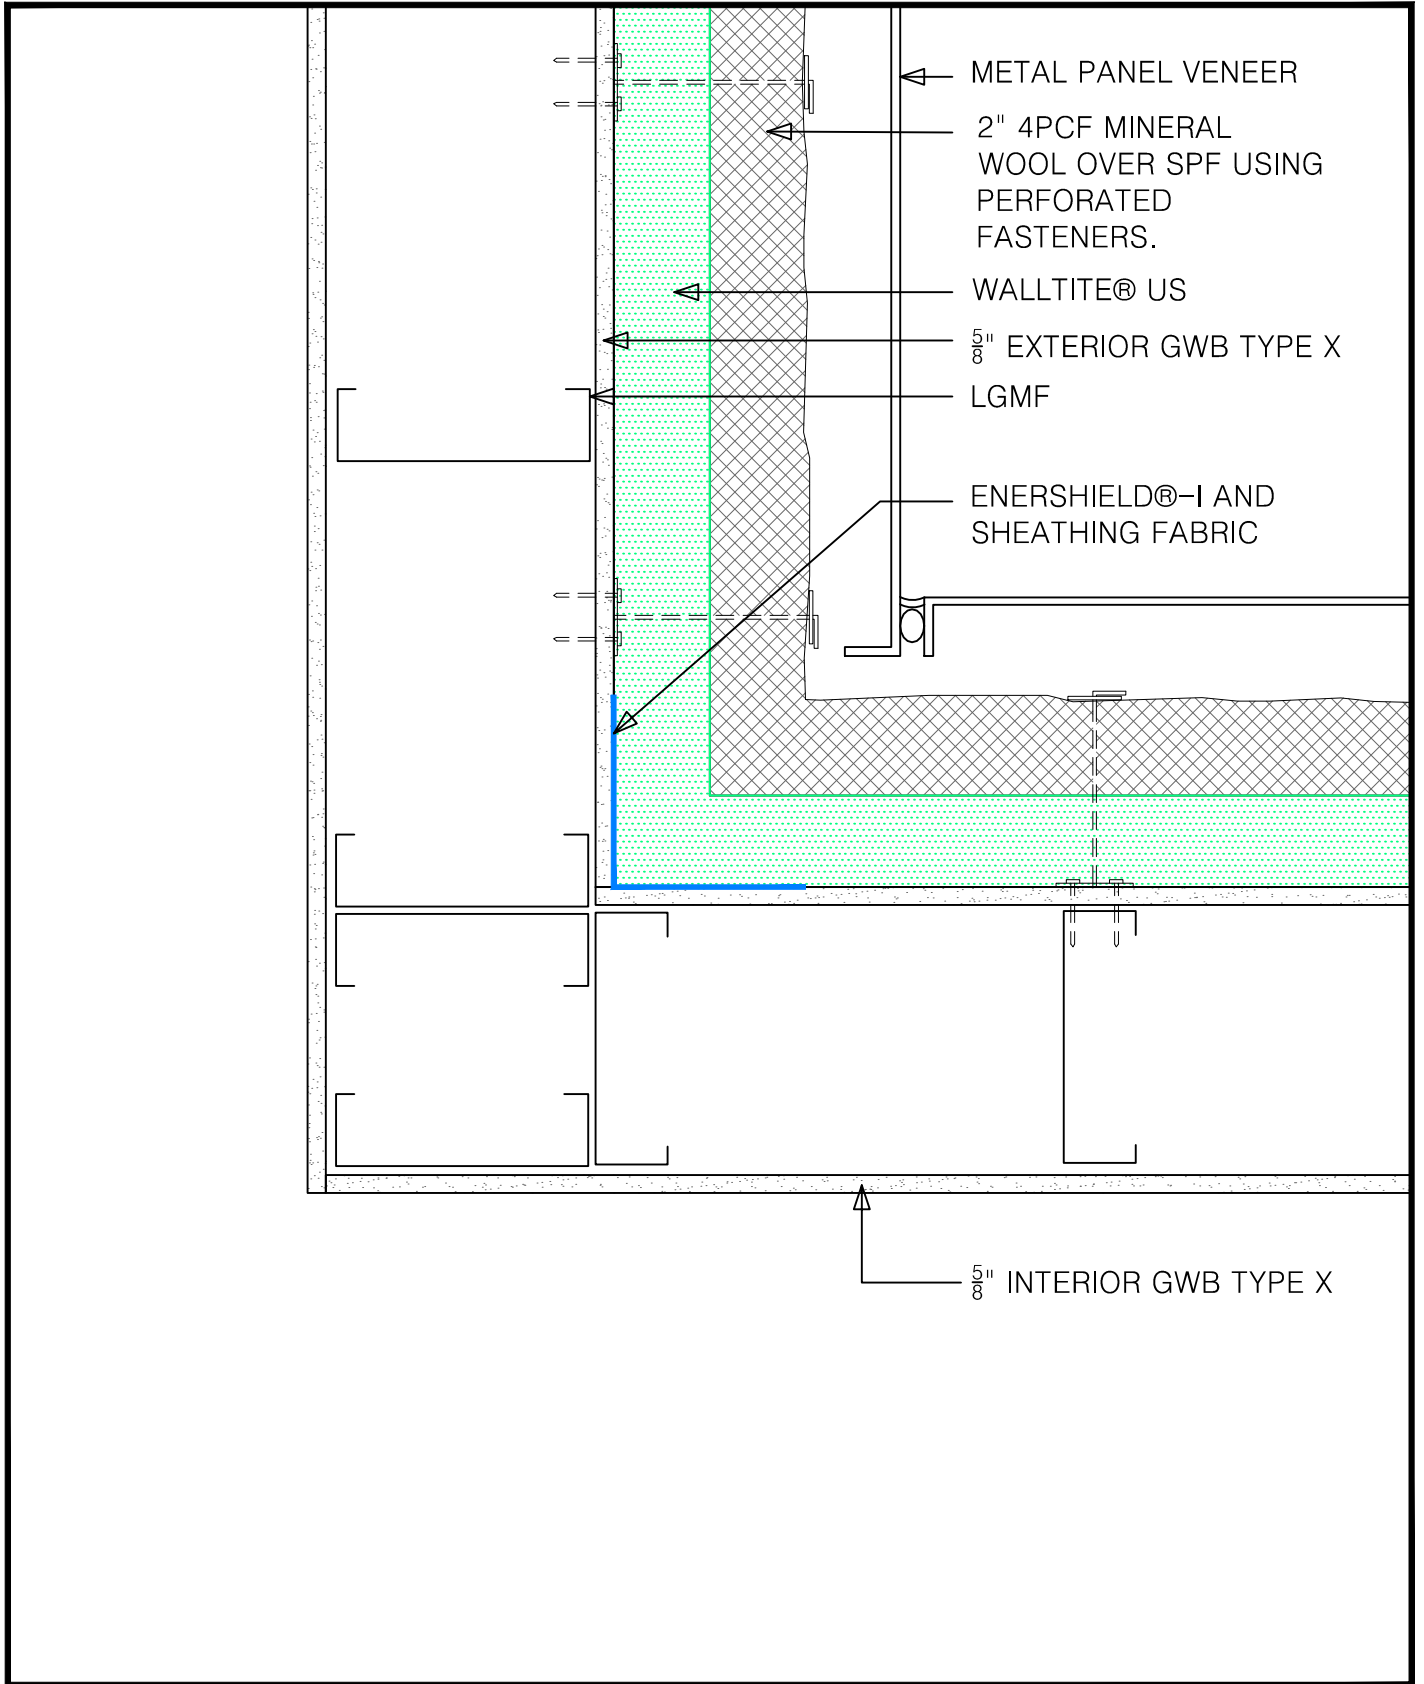 METAL PANEL VENEER
2" 4PCF MINERAL
WOOL OVER SPF USING
PERFORATED
FASTENERS.
WALLTITE® US
5/8" EXTERIOR GWB TYPE X
LGMF
ENERSHIELD®-I AND
SHEATHING FABRIC
5/8" INTERIOR GWB TYPE X